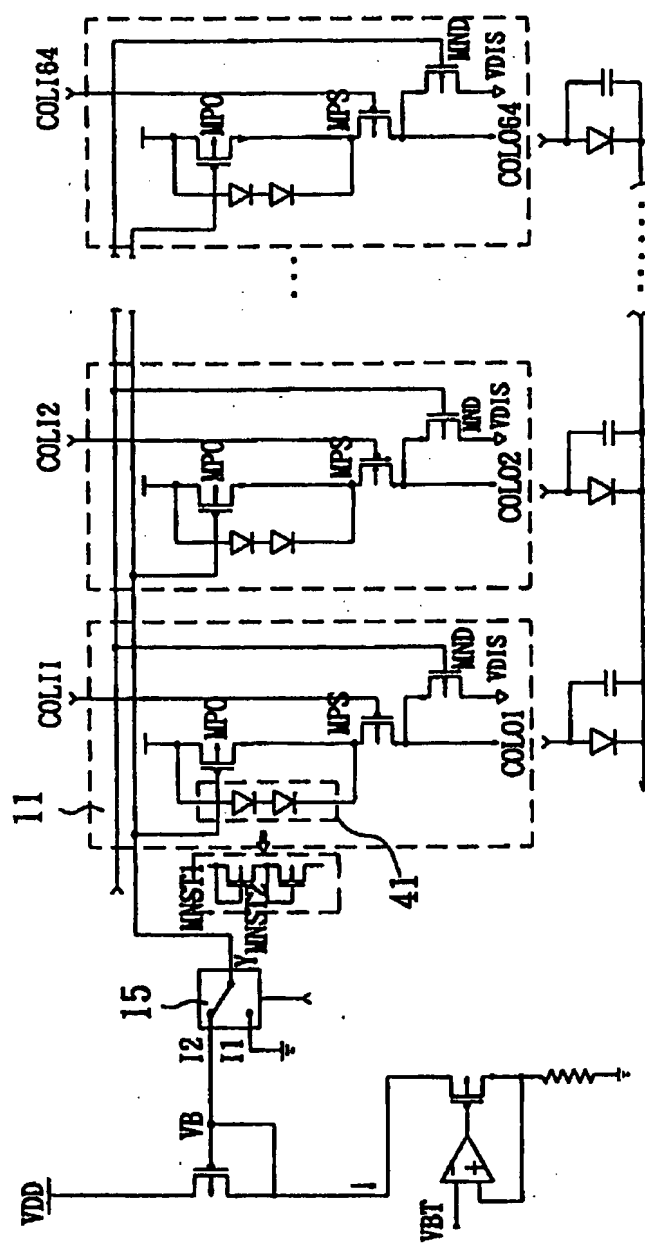 COLI1
COLI2
COLI64
11
15
VDD
VB
I2
I1
Y
MNST1
MNST2
41
MPO
MPS
MND
VDIS
COLO1
MPO
MPS
MND
VDIS
COLO2
MPO
MPS
MND
VDIS
COLO64
VBT
− +